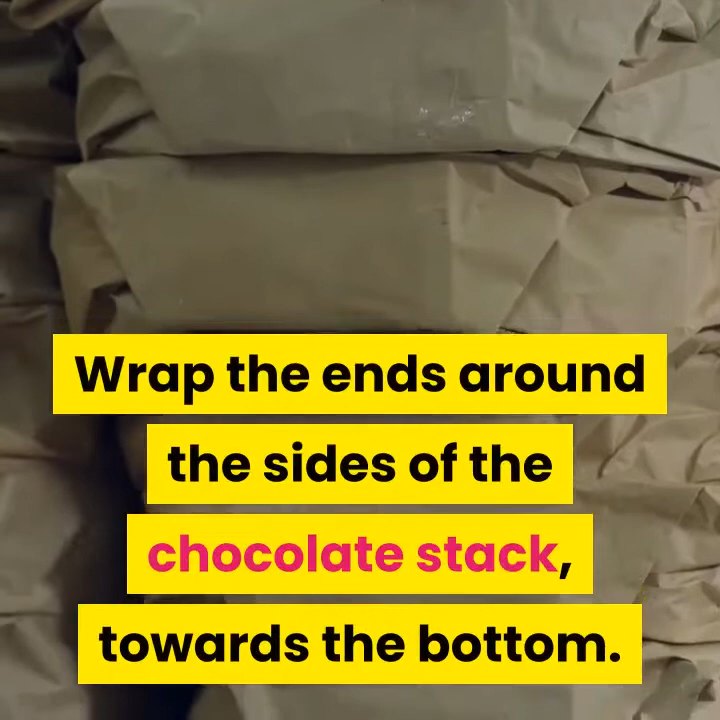 Wrap the ends around
the sides of the
chocolate stack,
towards the bottom.